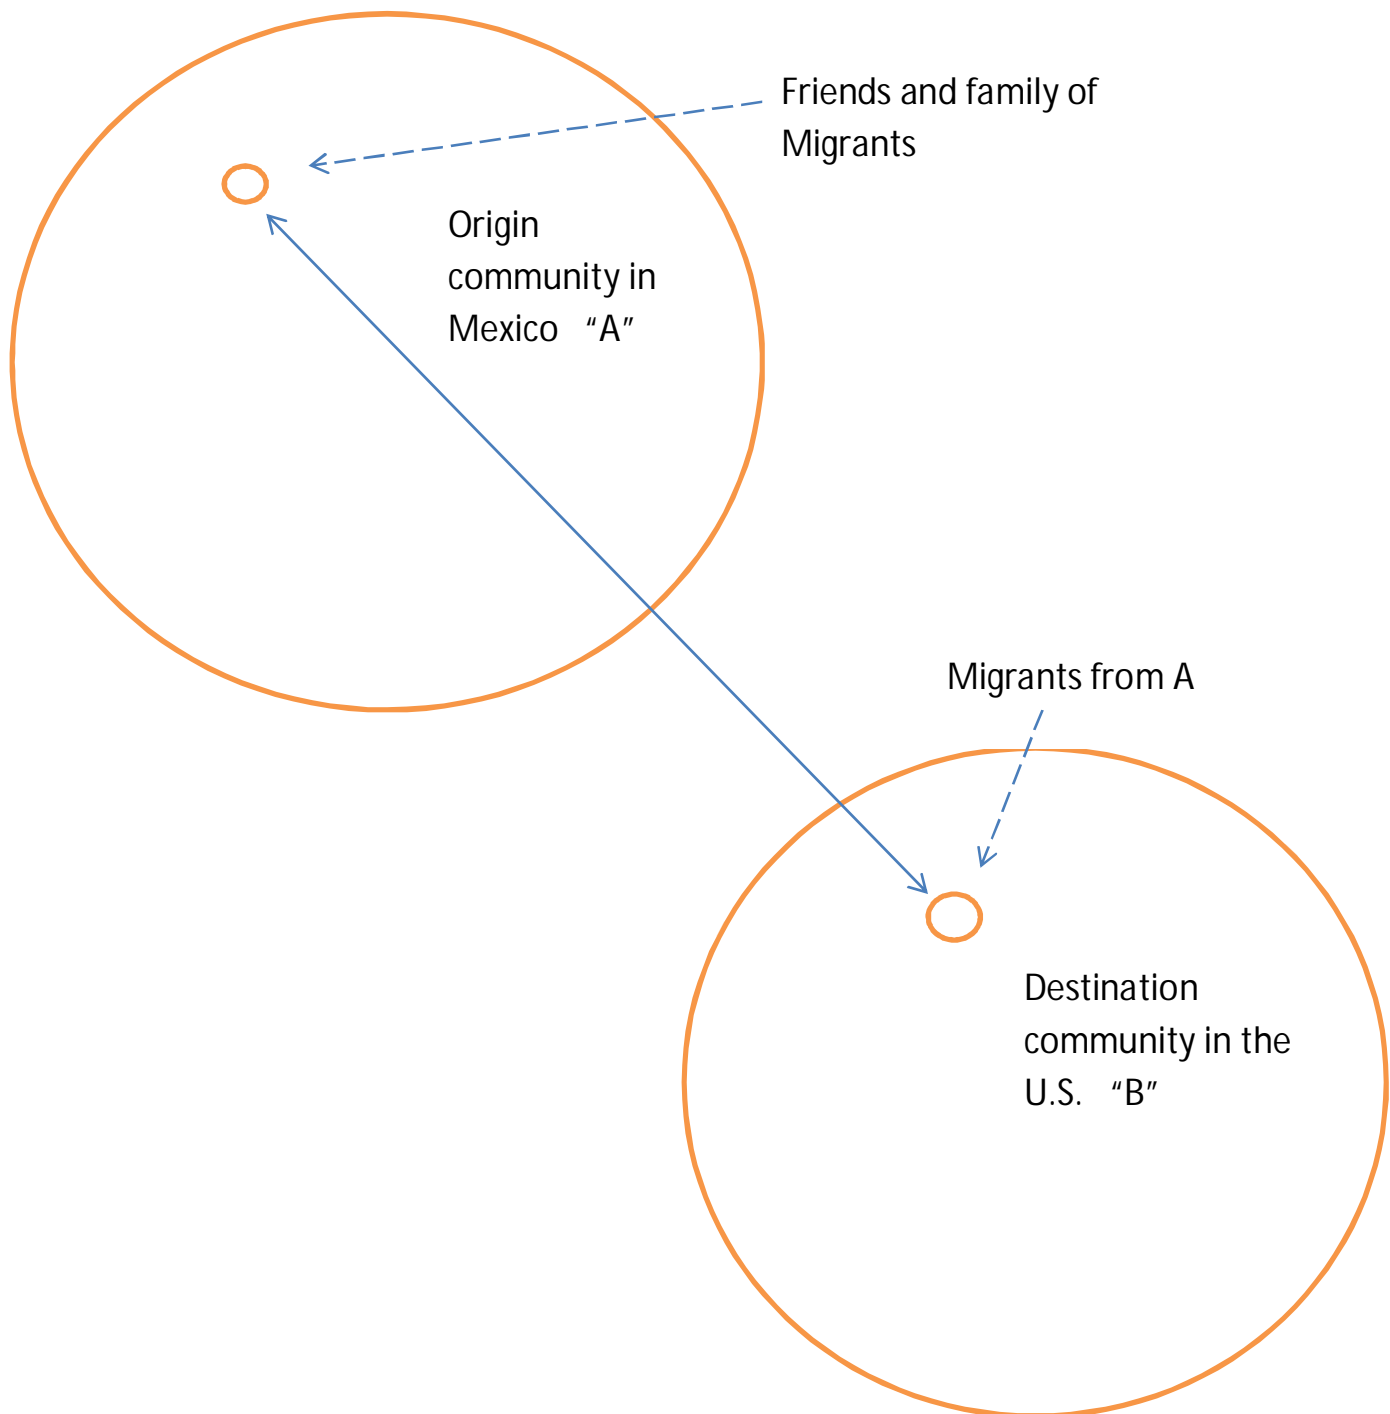 Friends and family of
Migrants
Origin
community in
Mexico “A”
Migrants from A
Destination
community in the
U.S. “B”